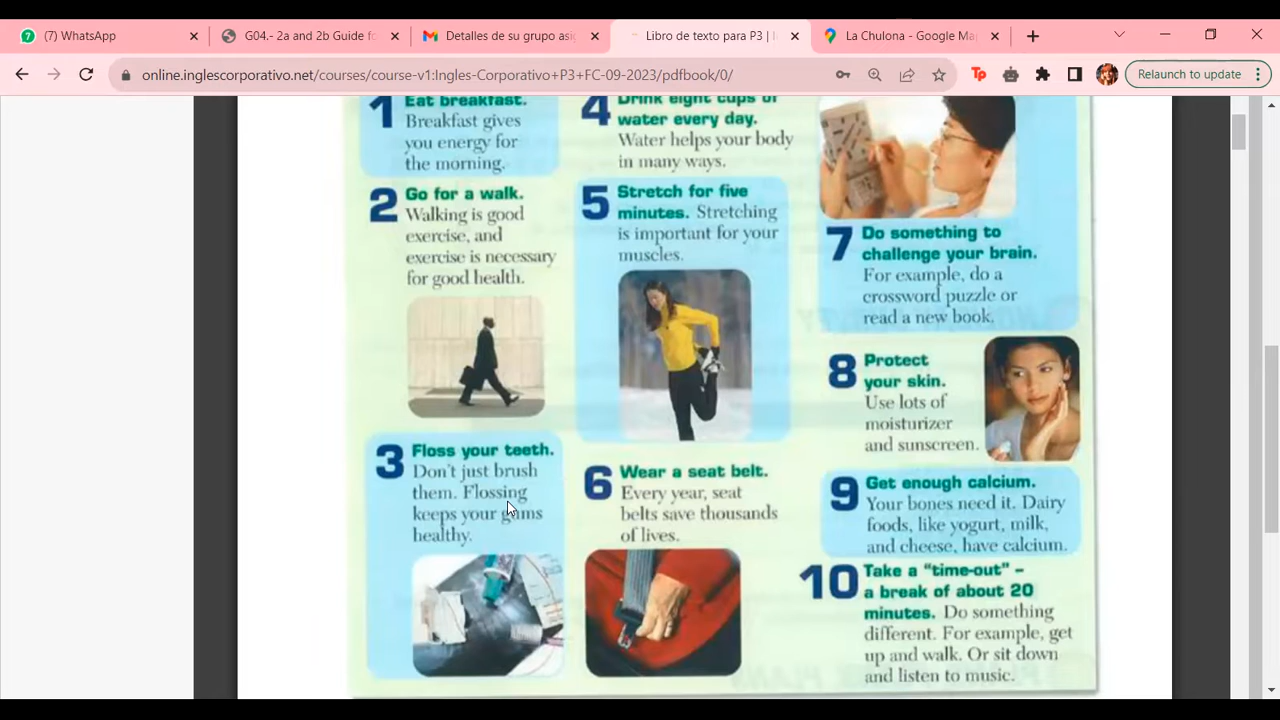 (7) WhatsApp
G04.- 2a and 2b Guide fo
Detalles de su grupo asig
Libro de texto para P3 | I
La Chulona - Google Ma
online.inglescorporativo.net/courses/course-v1:Ingles-Corporativo+P3+FC-09-2023/pdfbook/0/
Relaunch to update
1 Eat breakfast.
Breakfast gives
you energy for
the morning.
2 Go for a walk.
Walking is good
exercise, and
exercise is necessary
for good health.
3 Floss your teeth.
Don't just brush
them. Flossing
keeps your gums
healthy.
4 Drink eight cups of
water every day.
Water helps your body
in many ways.
5 Stretch for five
minutes. Stretching
is important for your
muscles.
6 Wear a seat belt.
Every year, seat
belts save thousands
of lives.
7 Do something to
challenge your brain.
For example, do a
crossword puzzle or
read a new book.
8 Protect
your skin.
Use lots of
moisturizer
and sunscreen.
9 Get enough calcium.
Your bones need it. Dairy
foods, like yogurt, milk,
and cheese, have calcium.
10 Take a “time-out” –
a break of about 20
minutes. Do something
different. For example, get
up and walk. Or sit down
and listen to music.